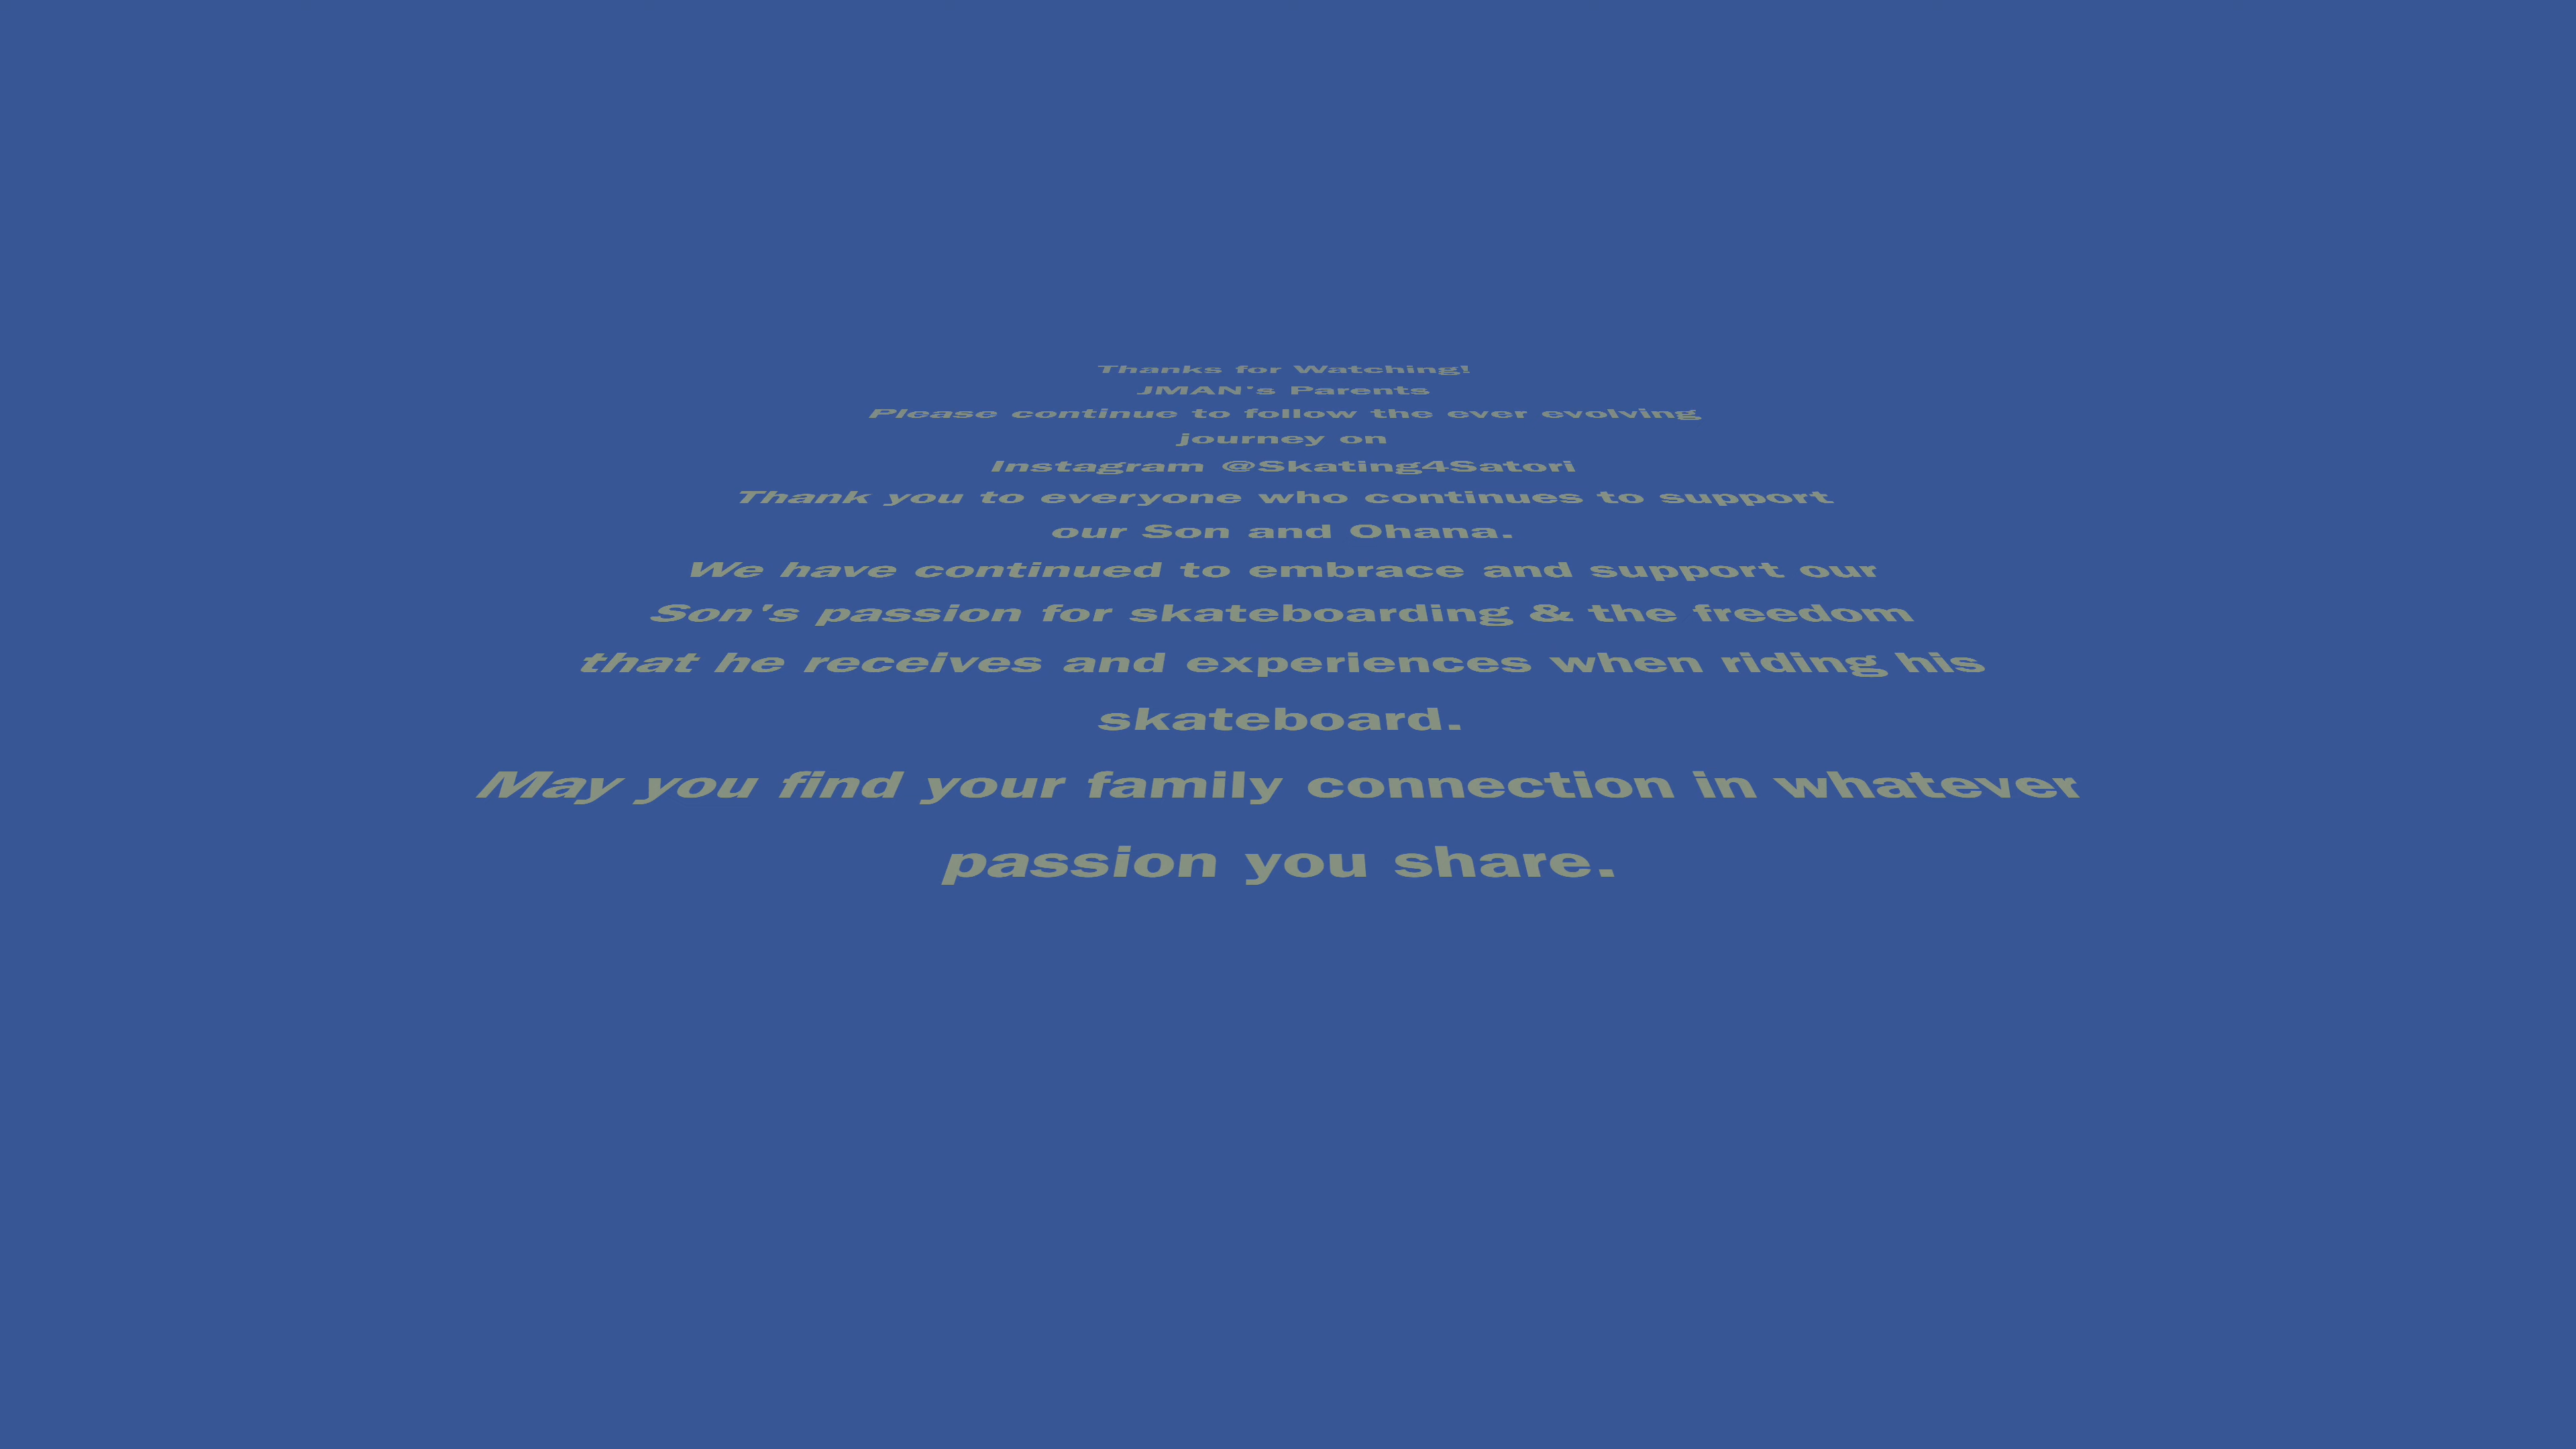 Thanks for Watching!
JMAN's Parents
Please continue to follow the ever evolving
journey on
Instagram @Skating4Satori
Thank you to everyone who continues to support
our Son and Ohana.
We have continued to embrace and support our
Son's passion for skateboarding & the freedom
that he receives and experiences when riding his
skateboard.
May you find your family connection in whatever
passion you share.